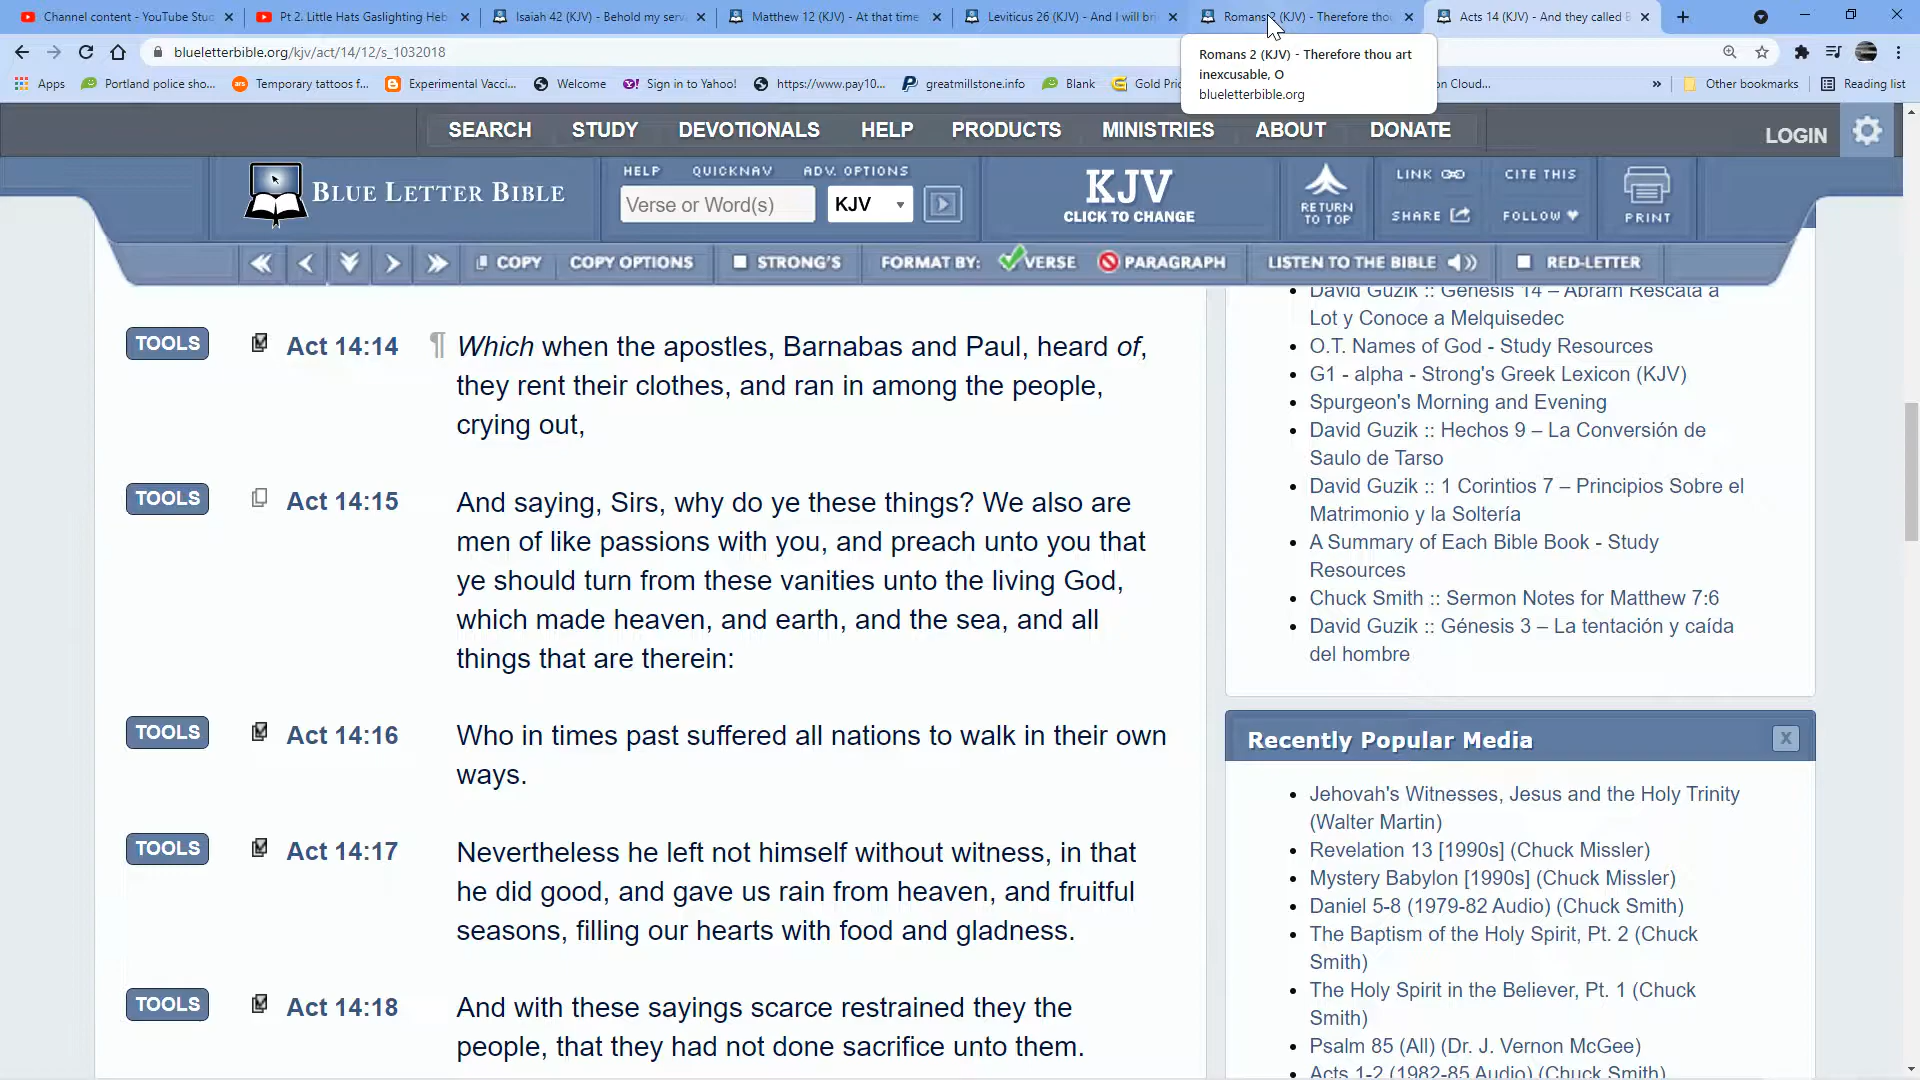 Channel content - YouTube Stu
Pt 2. Little Hats Gaslighting Heb
Isaiah 42 (KJV) - Behold my serva
Matthew 12 (KJV) - At that time
Leviticus 26 (KJV) - And I will bri
Romans 2 (KJV) - Therefore thou
Acts 14 (KJV) - And they called B
blueletterbible.org/kjv/act/14/12/s_1032018
Romans 2 (KJV) - Therefore thou art
inexcusable, O
blueletterbible.org
Apps
Portland police sho...
Temporary tattoos f...
Experimental Vacci...
Welcome
Sign in to Yahoo!
https://www.pay10...
greatmillstone.info
Blank
Gold Pri
on Cloud...
»
Other bookmarks
Reading list
SEARCH STUDY DEVOTIONALS HELP PRODUCTS MINISTRIES ABOUT DONATE
LOGIN
BLUE LETTER BIBLE
HELP QUICKNAV ADV. OPTIONS
Verse or Word(s)
KJV
KJV
CLICK TO CHANGE
RETURN
TO TOP
LINK
CITE THIS
SHARE
FOLLOW
PRINT
COPY COPY OPTIONS STRONG'S FORMAT BY: VERSE PARAGRAPH LISTEN TO THE BIBLE RED-LETTER
TOOLS Act 14:14 ¶ Which when the apostles, Barnabas and Paul, heard of,
they rent their clothes, and ran in among the people,
crying out,
TOOLS Act 14:15 And saying, Sirs, why do ye these things? We also are
men of like passions with you, and preach unto you that
ye should turn from these vanities unto the living God,
which made heaven, and earth, and the sea, and all
things that are therein:
TOOLS Act 14:16 Who in times past suffered all nations to walk in their own
ways.
TOOLS Act 14:17 Nevertheless he left not himself without witness, in that
he did good, and gave us rain from heaven, and fruitful
seasons, filling our hearts with food and gladness.
TOOLS Act 14:18 And with these sayings scarce restrained they the
people, that they had not done sacrifice unto them.
David Guzik :: Génesis 14 – Abram Rescata a
Lot y Conoce a Melquisedec
O.T. Names of God - Study Resources
G1 - alpha - Strong's Greek Lexicon (KJV)
Spurgeon's Morning and Evening
David Guzik :: Hechos 9 – La Conversión de
Saulo de Tarso
David Guzik :: 1 Corintios 7 – Principios Sobre el
Matrimonio y la Soltería
A Summary of Each Bible Book - Study
Resources
Chuck Smith :: Sermon Notes for Matthew 7:6
David Guzik :: Génesis 3 – La tentación y caída
del hombre
Recently Popular Media
X
Jehovah's Witnesses, Jesus and the Holy Trinity
(Walter Martin)
Revelation 13 [1990s] (Chuck Missler)
Mystery Babylon [1990s] (Chuck Missler)
Daniel 5-8 (1979-82 Audio) (Chuck Smith)
The Baptism of the Holy Spirit, Pt. 2 (Chuck
Smith)
The Holy Spirit in the Believer, Pt. 1 (Chuck
Smith)
Psalm 85 (All) (Dr. J. Vernon McGee)
Acts 1-2 (1982-85 Audio) (Chuck Smith)